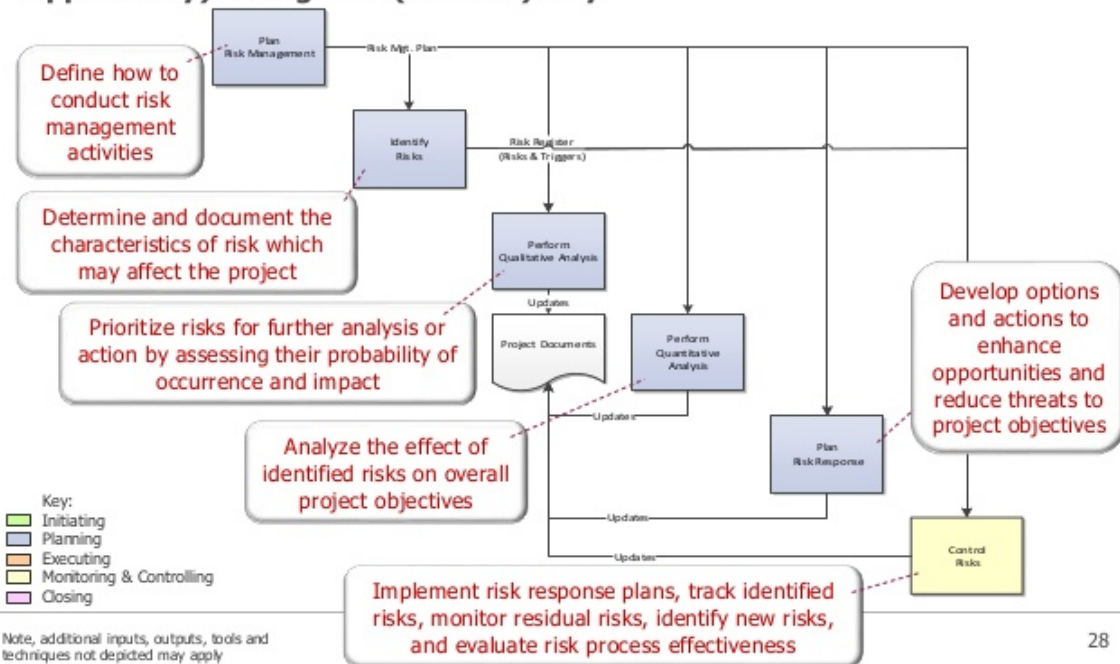 Plan
Risk Management
Risk Mgt. Plan
Define how to
conduct risk
management
activities
Identify
Risks
Risk Register
(Risks & Triggers)
Determine and document the
characteristics of risk which
may affect the project
Perform
Qualitative Analysis
Updates
Project Documents
Prioritize risks for further analysis or
action by assessing their probability of
occurrence and impact
Perform
Quantitative
Analysis
Updates
Develop options
and actions to
enhance
opportunities and
reduce threats to
project objectives
Analyze the effect of
identified risks on overall
project objectives
Plan
Risk Response
Updates
Updates
Control
Risks
Key:
Initiating
Planning
Executing
Monitoring & Controlling
Closing
Implement risk response plans, track identified
risks, monitor residual risks, identify new risks,
and evaluate risk process effectiveness
Note, additional inputs, outputs, tools and
techniques not depicted may apply
28